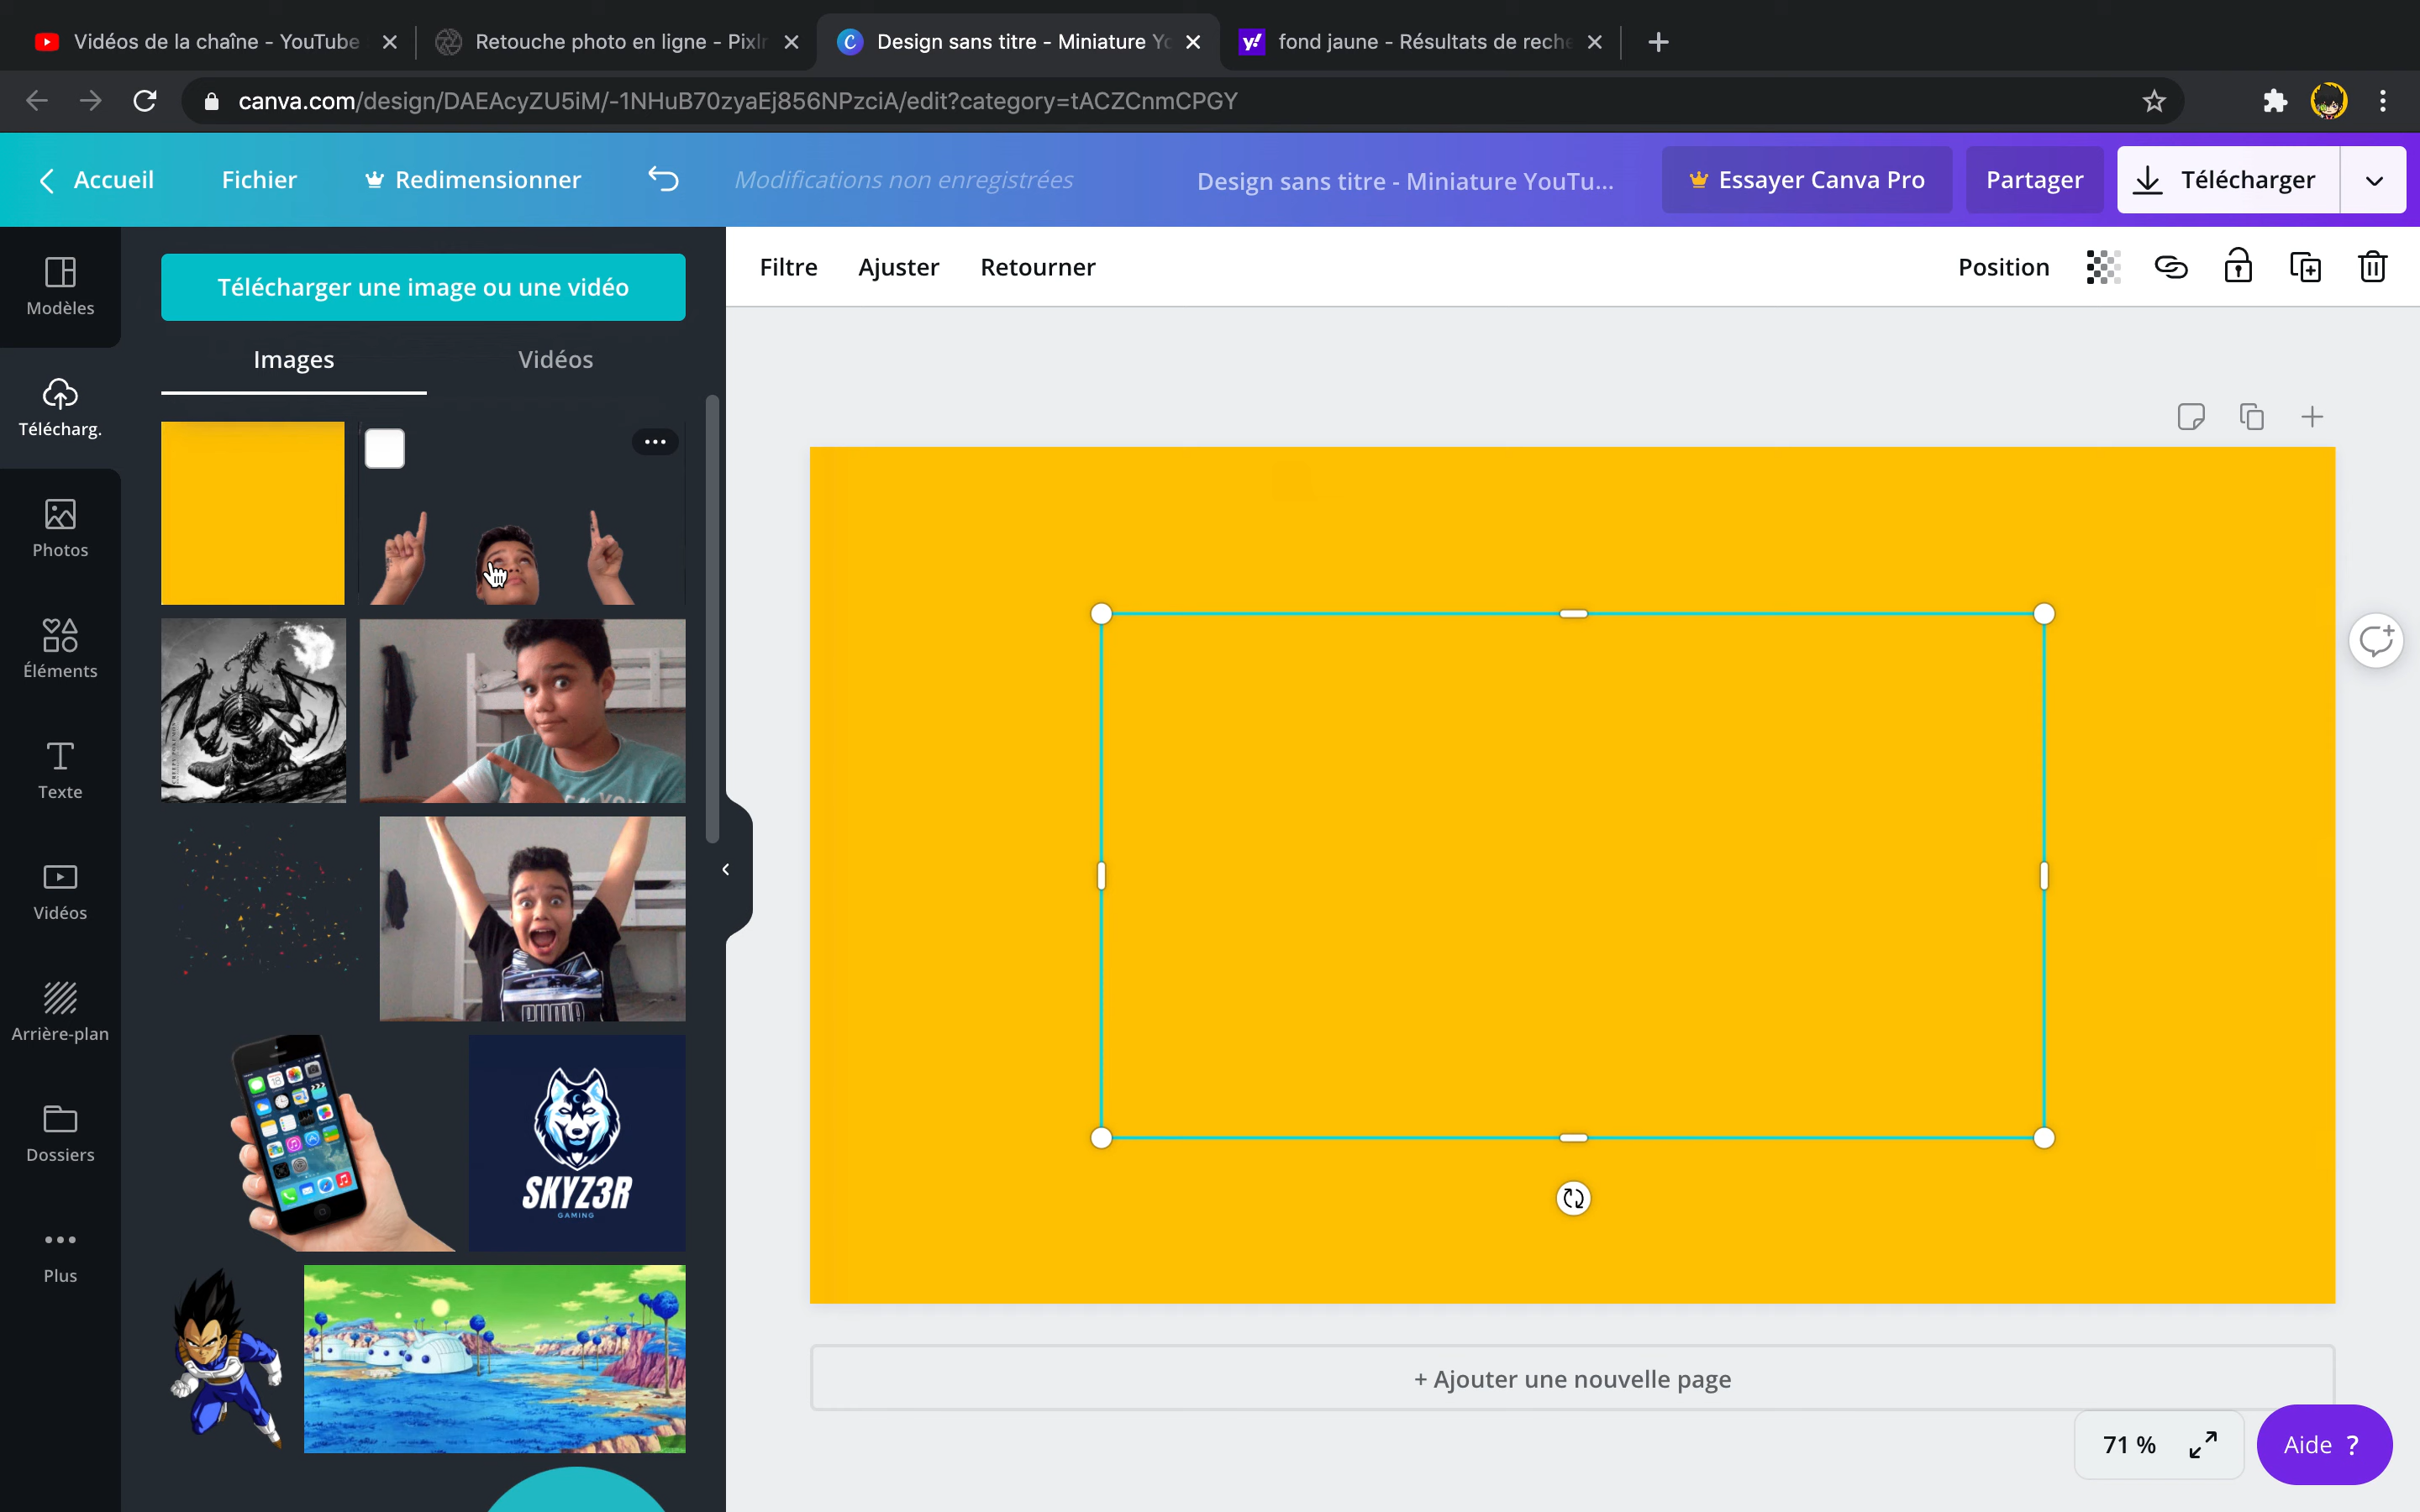 Vidéos de la chaîne - YouTube
Retouche photo en ligne - Pixlr
Design sans titre - Miniature Yo
fond jaune - Résultats de reche
canva.com/design/DAEAcyZU5iM/-1NHuB70zyaEj856NPzciA/edit?category=tACZCnmCPGY
Accueil
Fichier
Redimensionner
Modifications non enregistrées
Design sans titre - Miniature YouTu...
Essayer Canva Pro
Partager
Télécharger
Modèles
Télécharg.
Photos
Éléments
Texte
Vidéos
Arrière-plan
Dossiers
Plus
Télécharger une image ou une vidéo
Images
Vidéos
SKYZ3R
GAMING
Filtre
Ajuster
Retourner
Position
+ Ajouter une nouvelle page
71 %
Aide ?